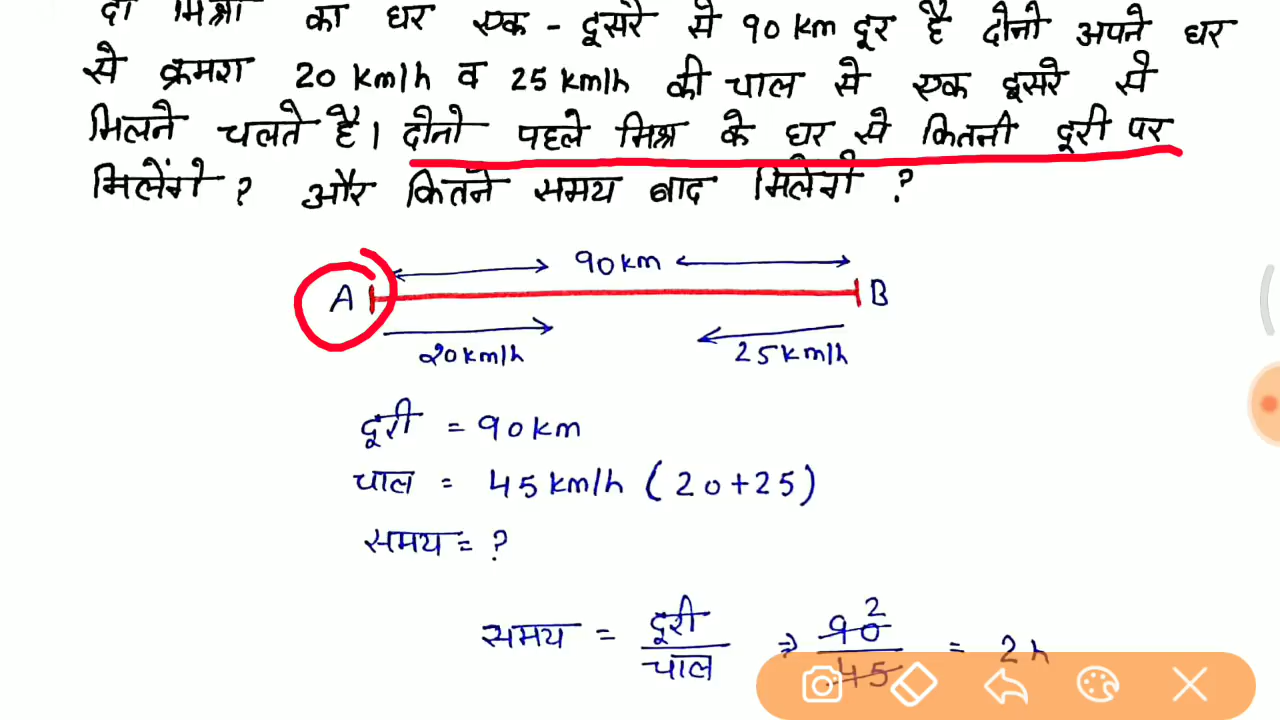 दो मिश्रो का घर एक - दूसरे से 90 km दूर है दोनो अपने घर
से क्रमश 20 km/h व 25 km/h की चाल से एक दूसरे से
मिलने चलते है। दोनो पहले मिश्र के घर से कितनी दूरी पर
मिलेंगे ? और कितने समय बाद मिलेगी ?
90 km
A B
20 km/h 25 km/h
दूरी = 90 km
चाल = 45 km/h ( 20+25 )
समय = ?
समय = दूरी/चाल ⇒ 90/45 2 = 2 h